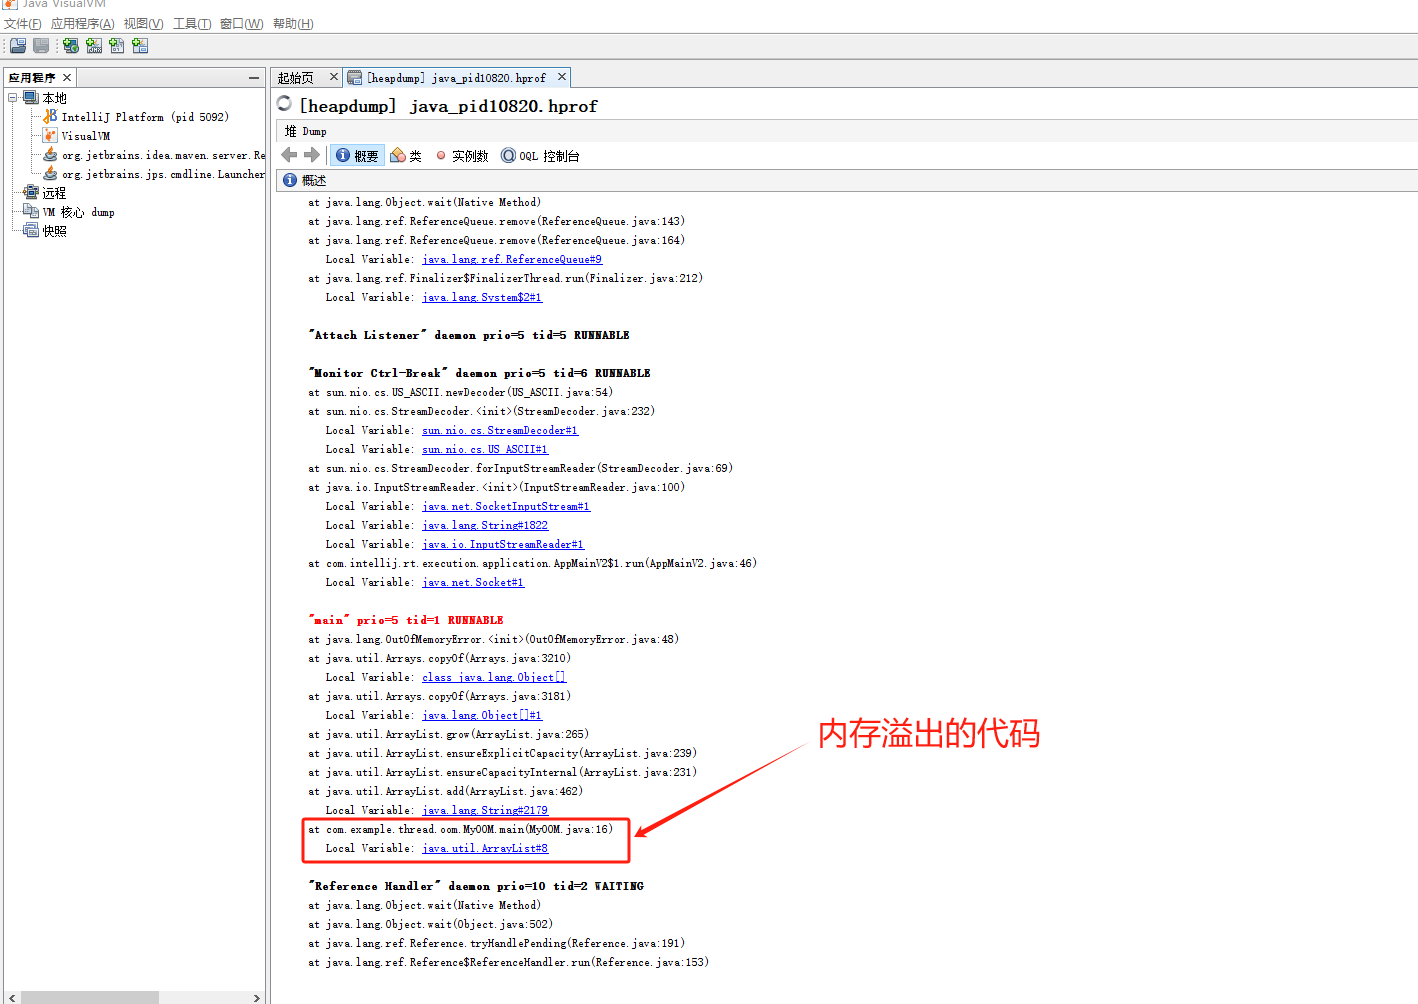 Java VisualVM
文件(F) 应用程序(A) 视图(V) 工具(T) 窗口(W) 帮助(H)
应用程序
本地
IntelliJ Platform (pid 5092)
VisualVM
org.jetbrains.idea.maven.server.Re
org.jetbrains.jps.cmdline.Launcher
远程
VM 核心 dump
快照
起始页
[heapdump] java_pid10820.hprof
[heapdump] java_pid10820.hprof
堆 Dump
概要 类 实例数 OQL 控制台
概述
at java.lang.Object.wait(Native Method)
at java.lang.ref.ReferenceQueue.remove(ReferenceQueue.java:143)
at java.lang.ref.ReferenceQueue.remove(ReferenceQueue.java:164)
Local Variable: java.lang.ref.ReferenceQueue#9
at java.lang.ref.Finalizer$FinalizerThread.run(Finalizer.java:212)
Local Variable: java.lang.System$2#1
"Attach Listener" daemon prio=5 tid=5 RUNNABLE
"Monitor Ctrl-Break" daemon prio=5 tid=6 RUNNABLE
at sun.nio.cs.US_ASCII.newDecoder(US_ASCII.java:54)
at sun.nio.cs.StreamDecoder.<init>(StreamDecoder.java:232)
Local Variable: sun.nio.cs.StreamDecoder#1
Local Variable: sun.nio.cs.US_ASCII#1
at sun.nio.cs.StreamDecoder.forInputStreamReader(StreamDecoder.java:69)
at java.io.InputStreamReader.<init>(InputStreamReader.java:100)
Local Variable: java.net.SocketInputStream#1
Local Variable: java.lang.String#1822
Local Variable: java.io.InputStreamReader#1
at com.intellij.rt.execution.application.AppMainV2$1.run(AppMainV2.java:46)
Local Variable: java.net.Socket#1
"main" prio=5 tid=1 RUNNABLE
at java.lang.OutOfMemoryError.<init>(OutOfMemoryError.java:48)
at java.util.Arrays.copyOf(Arrays.java:3210)
Local Variable: class java.lang.Object[]
at java.util.Arrays.copyOf(Arrays.java:3181)
Local Variable: java.lang.Object[]#1
at java.util.ArrayList.grow(ArrayList.java:265)
at java.util.ArrayList.ensureExplicitCapacity(ArrayList.java:239)
at java.util.ArrayList.ensureCapacityInternal(ArrayList.java:231)
at java.util.ArrayList.add(ArrayList.java:462)
Local Variable: java.lang.String#2179
at com.example.thread.oom.MyOOM.main(MyOOM.java:16)
Local Variable: java.util.ArrayList#8
内存溢出的代码
"Reference Handler" daemon prio=10 tid=2 WAITING
at java.lang.Object.wait(Native Method)
at java.lang.Object.wait(Object.java:502)
at java.lang.ref.Reference.tryHandlePending(Reference.java:191)
at java.lang.ref.Reference$ReferenceHandler.run(Reference.java:153)